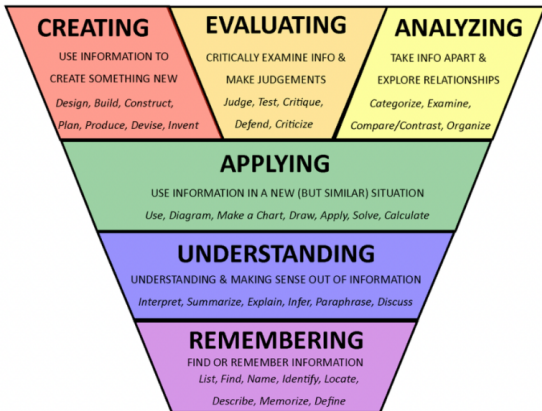 CREATING
USE INFORMATION TO
CREATE SOMETHING NEW
Design, Build, Construct,
Plan, Produce, Devise, Invent
EVALUATING
CRITICALLY EXAMINE INFO &
MAKE JUDGEMENTS
Judge, Test, Critique,
Defend, Criticize
ANALYZING
TAKE INFO APART &
EXPLORE RELATIONSHIPS
Categorize, Examine,
Compare/Contrast, Organize
APPLYING
USE INFORMATION IN A NEW (BUT SIMILAR) SITUATION
Use, Diagram, Make a Chart, Draw, Apply, Solve, Calculate
UNDERSTANDING
UNDERSTANDING & MAKING SENSE OUT OF INFORMATION
Interpret, Summarize, Explain, Infer, Paraphrase, Discuss
REMEMBERING
FIND OR REMEMBER INFORMATION
List, Find, Name, Identify, Locate,
Describe, Memorize, Define